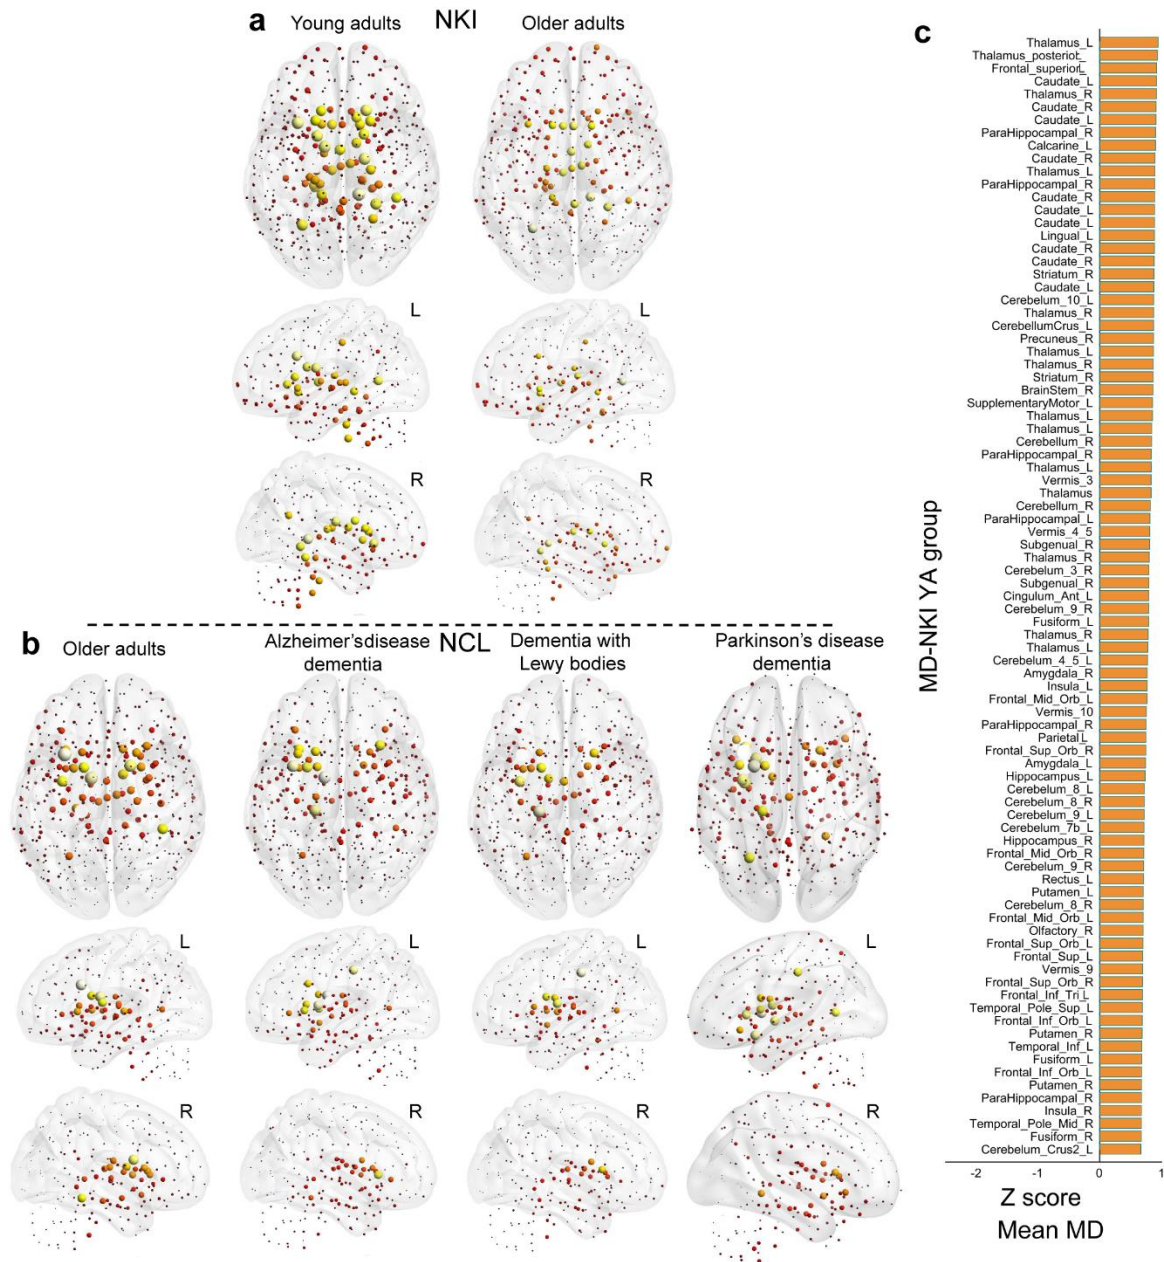 a
NKI
Young adults
Older adults
L
L
R
R
b
NCL
Older adults
Alzheimer'sdisease
dementia
Dementia with
Lewy bodies
Parkinson's disease
dementia
L
L
L
L
R
R
R
R
c
Thalamus_L
Thalamus_posterior_
Frontal_superior_
Caudate_L
Thalamus_R
Caudate_R
Caudate_L
ParaHippocampal_R
Calcarine_L
Caudate_R
Thalamus_L
ParaHippocampal_R
Caudate_R
Caudate_L
Caudate_L
Lingual_L
Caudate_R
Caudate_R
Striatum_R
Caudate_L
Cerebelum_10_L
Thalamus_R
CerebellumCrus_L
Precuneus_R
Thalamus_L
Thalamus_R
Striatum_R
BrainStem_R
SupplementaryMotor_L
Thalamus_L
Thalamus_L
Cerebellum_R
ParaHippocampal_R
Thalamus_L
Vermis_3
Thalamus
Cerebellum_R
ParaHippocampal_L
Vermis_4_5
Subgenual_R
Thalamus_R
Cerebelum_3_R
Subgenual_R
Cingulum_Ant_L
Cerebelum_9_R
Fusiform_L
Thalamus_R
Thalamus_L
Cerebelum_4_5_L
Amygdala_R
Insula_L
Frontal_Mid_Orb_L
Vermis_10
ParaHippocampal_R
Parietal_L
Frontal_Sup_Orb_R
Amygdala_L
Hippocampus_L
Cerebelum_8_L
Cerebelum_8_R
Cerebelum_9_L
Cerebelum_7b_L
Hippocampus_R
Frontal_Mid_Orb_R
Cerebelum_9_R
Rectus_L
Putamen_L
Cerebelum_8_R
Frontal_Mid_Orb_L
Olfactory_R
Frontal_Sup_Orb_L
Frontal_Sup_L
Vermis_9
Frontal_Sup_Orb_R
Frontal_Inf_Tri_L
Temporal_Pole_Sup_L
Frontal_Inf_Orb_L
Putamen_R
Temporal_Inf_L
Fusiform_L
Frontal_Inf_Orb_L
Putamen_R
ParaHippocampal_R
Insula_R
Temporal_Pole_Mid_R
Fusiform_R
Cerebelum_Crus2_L
MD-NKI YA group
-2 -1 0 1
Z score
Mean MD